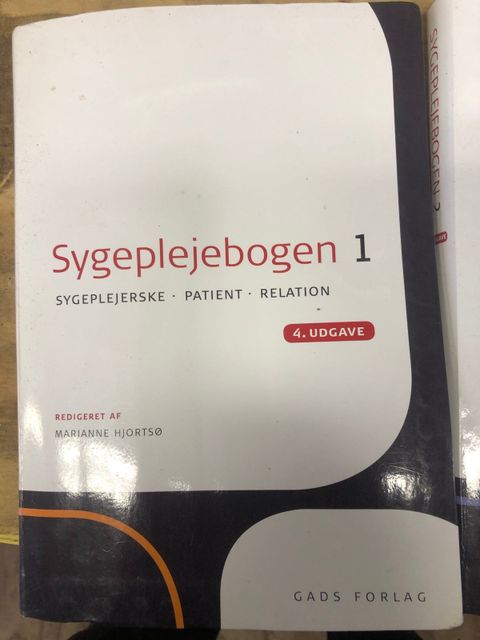 Sygeplejebogen 1
SYGEPLEJERSKE · PATIENT · RELATION
4. UDGAVE
REDIGERET AF
MARIANNE HJORTSØ
GADS FORLAG
SYGEPLEJEBOGEN 2